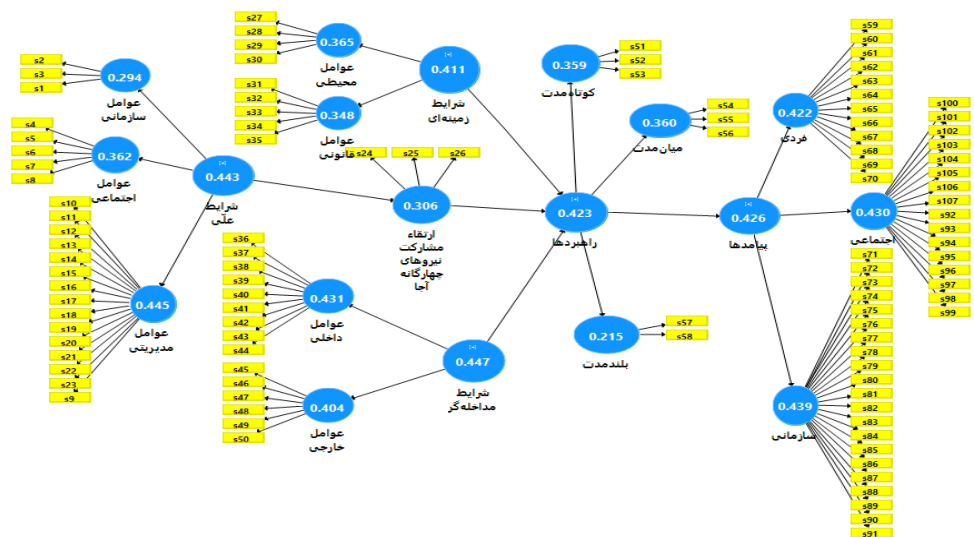 s2
s3
s1
0.294
عوامل
سازمانی
s4
s5
s6
s7
s8
0.362
عوامل
اجتماعی
0.443
شرایط
علّی
s10
s11
s12
s13
s14
s15
s16
s17
s18
s19
s20
s21
s22
s23
s9
0.445
عوامل
مدیریتی
s27
s28
s29
s30
0.365
عوامل
محیطی
s31
s32
s33
s34
s35
0.348
عوامل
قانونی
0.411
شرایط
زمینه‌ای
s24
s25
s26
0.306
ارتقاء
مشارکت
نیروهای
چهارگانه
آجا
s36
s37
s38
s39
s40
s41
s42
s43
s44
0.431
عوامل
داخلی
s45
s46
s47
s48
s49
s50
0.404
عوامل
خارجی
0.447
شرایط
مداخله‌گر
s51
s52
s53
0.359
کوتاه‌مدت
s54
s55
s56
0.360
میان‌مدت
0.423
راهبردها
s57
s58
0.215
بلندمدت
0.426
پیامدها
s59
s60
s61
s62
s63
s64
s65
s66
s67
s68
s69
s70
0.422
فردی
s100
s101
s102
s103
s104
s105
s106
s107
s92
s93
s94
s95
s96
s97
s98
s99
0.430
اجتماعی
s71
s72
s73
s74
s75
s76
s77
s78
s79
s80
s81
s82
s83
s84
s85
s86
s87
s88
s89
s90
s91
0.439
سازمانی